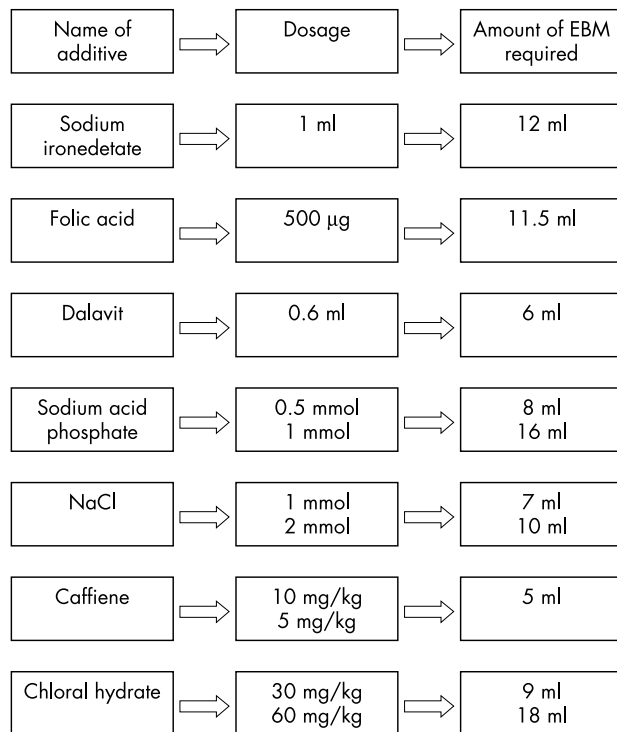 Name of additive
Dosage
Amount of EBM required
Sodium ironedetate
1 ml
12 ml
Folic acid
500 μg
11.5 ml
Dalavit
0.6 ml
6 ml
Sodium acid phosphate
0.5 mmol
1 mmol
8 ml
16 ml
NaCl
1 mmol
2 mmol
7 ml
10 ml
Caffiene
10 mg/kg
5 mg/kg
5 ml
Chloral hydrate
30 mg/kg
60 mg/kg
9 ml
18 ml